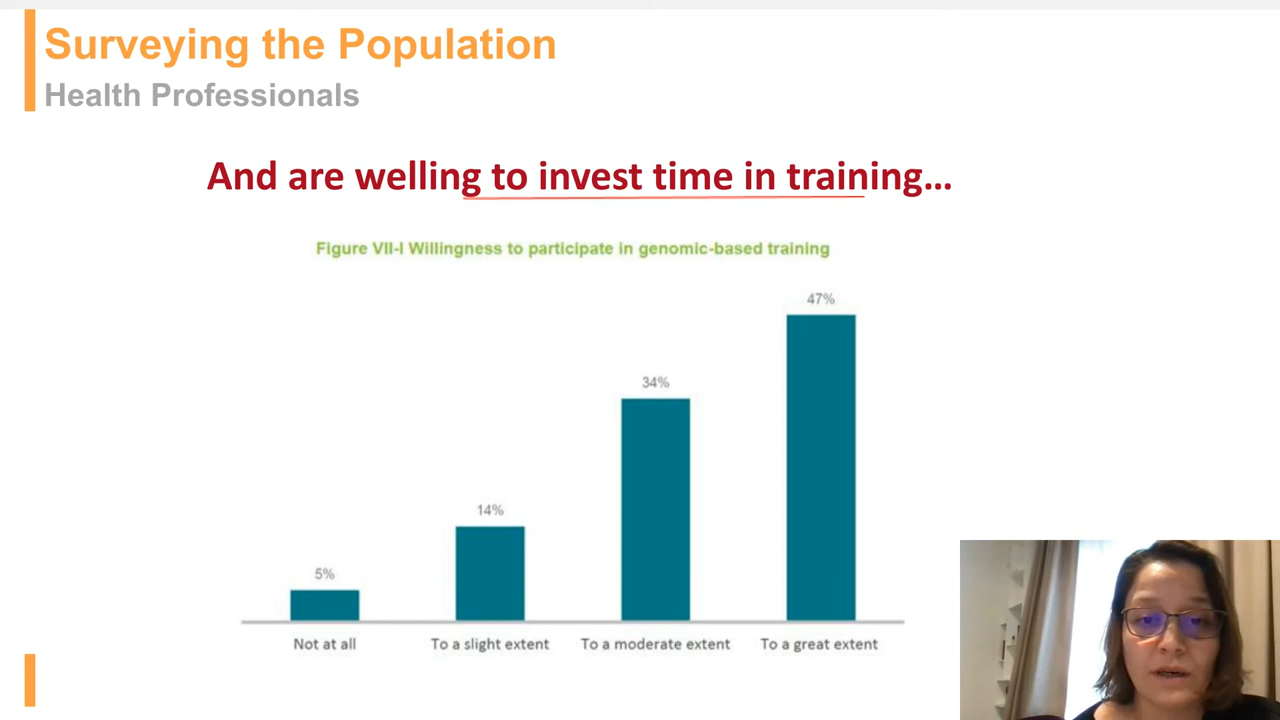 Surveying the Population
Health Professionals
And are welling to invest time in training…
Figure VII-I Willingness to participate in genomic-based training
47%
34%
14%
5%
Not at all
To a slight extent
To a moderate extent
To a great extent